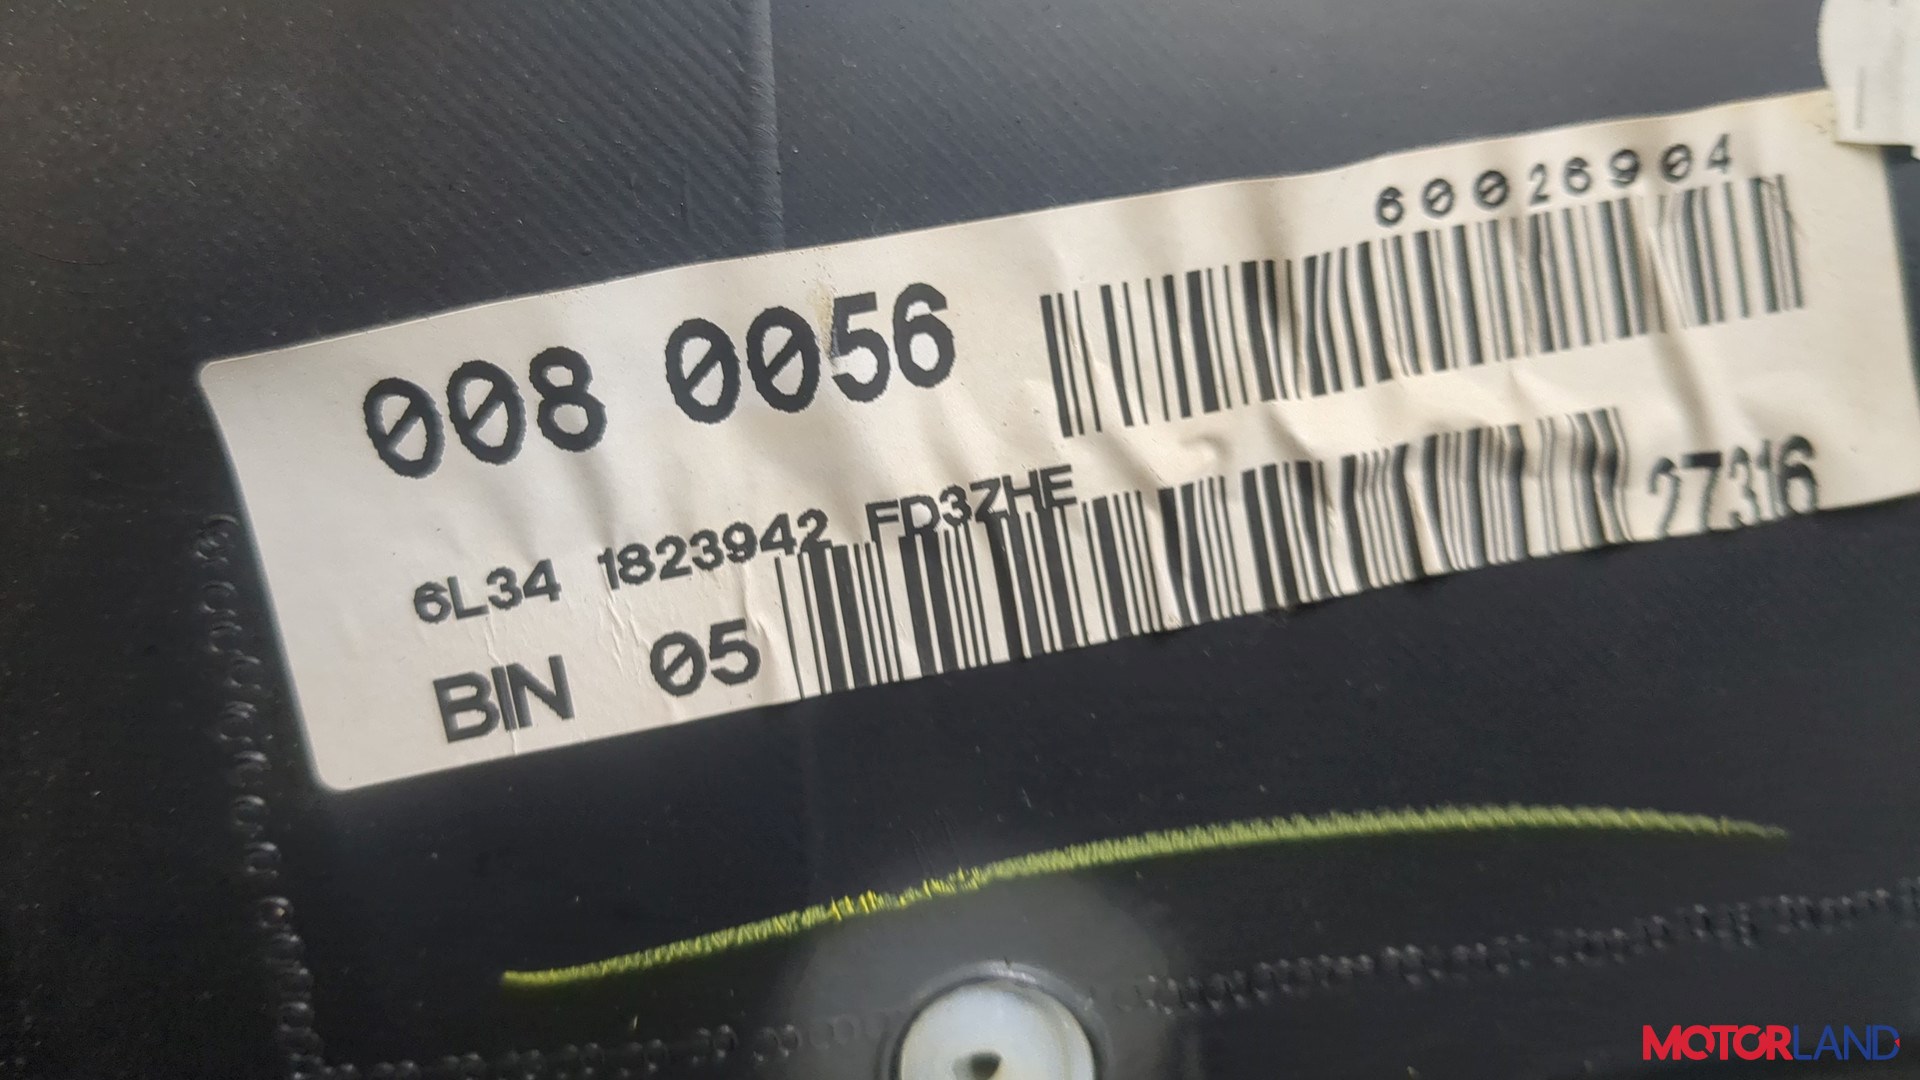 60026904
008 0056
6L34 1823942 FD3ZHE
27316
BIN 05
MOTORLAND